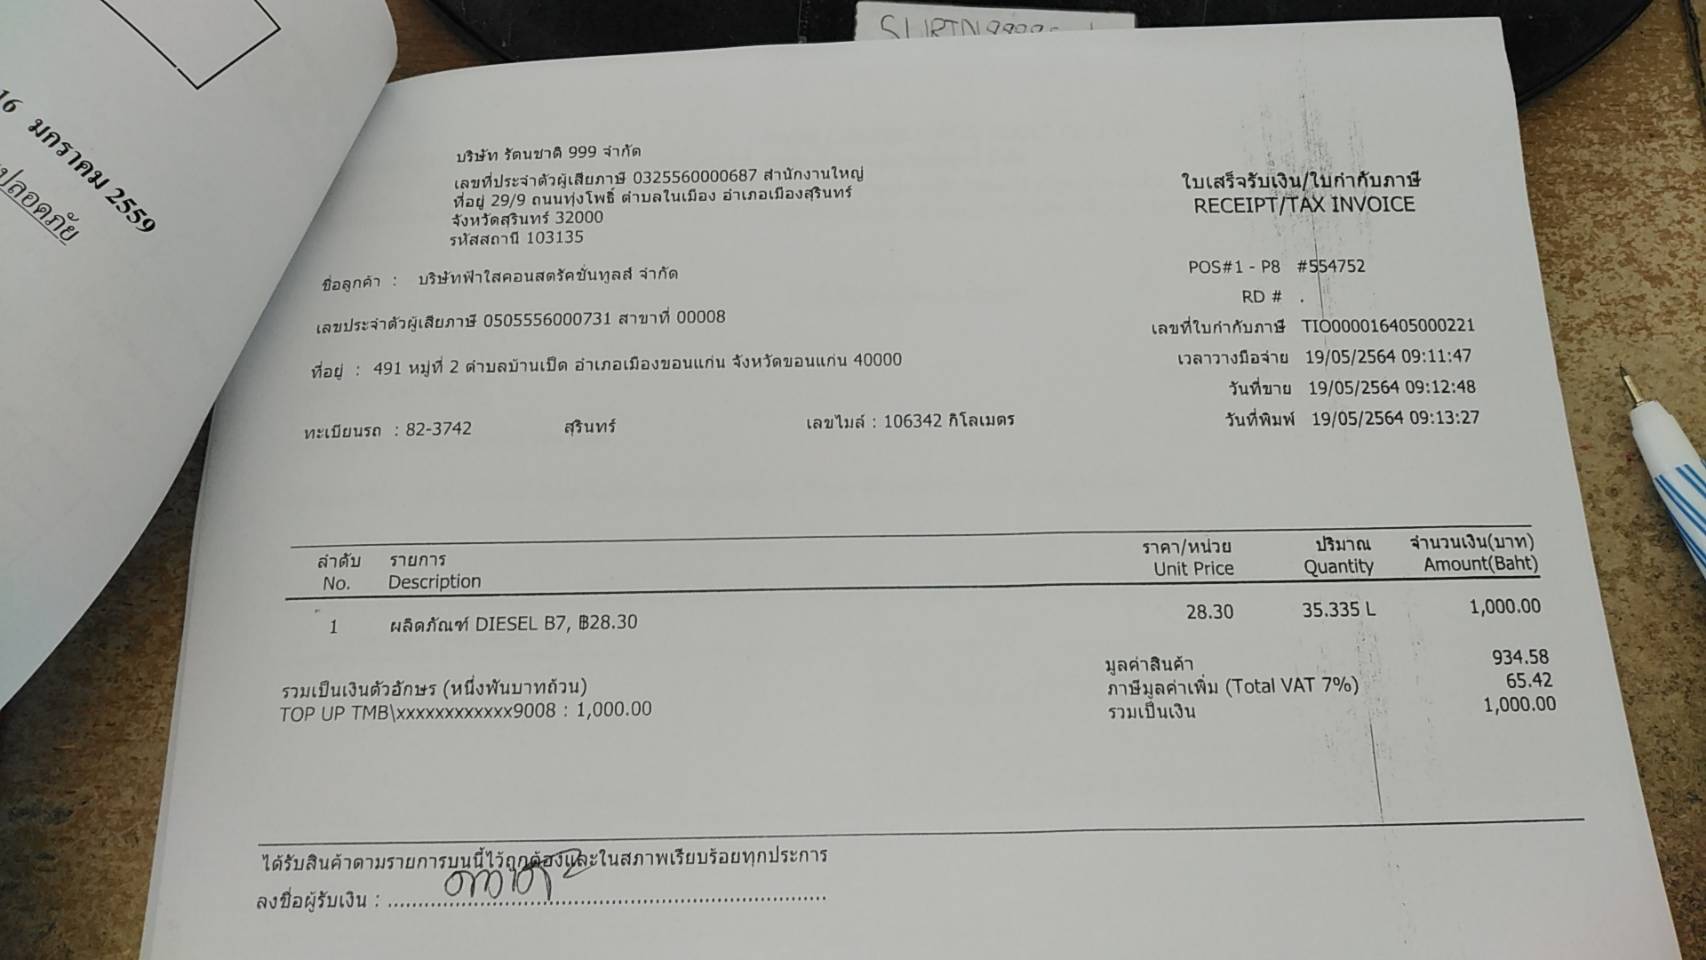 16 มกราคม 2559
ปลอดภัย
บริษัท รัตนชาติ 999 จำกัด
เลขที่ประจำตัวผู้เสียภาษี 0325560000687 สำนักงานใหญ่
ที่อยู่ 29/9 ถนนทุ่งโพธิ์ ตำบลในเมือง อำเภอเมืองสุรินทร์
จังหวัดสุรินทร์ 32000
รหัสสถานี 103135
ใบเสร็จรับเงิน/ใบกำกับภาษี
RECEIPT/TAX INVOICE
POS#1 - P8 #554752
RD # .
เลขที่ใบกำกับภาษี TIO000016405000221
เวลาวางมือจ่าย 19/05/2564 09:11:47
วันที่ขาย 19/05/2564 09:12:48
วันที่พิมพ์ 19/05/2564 09:13:27
ชื่อลูกค้า : บริษัทฟ้าใสคอนสตรัคชั่นทูลส์ จำกัด
เลขประจำตัวผู้เสียภาษี 0505556000731 สาขาที่ 00008
ที่อยู่ : 491 หมู่ที่ 2 ตำบลบ้านเป็ด อำเภอเมืองขอนแก่น จังหวัดขอนแก่น 40000
ทะเบียนรถ : 82-3742 สุรินทร์ เลขไมล์ : 106342 กิโลเมตร
ลำดับ รายการ ราคา/หน่วย ปริมาณ จำนวนเงิน(บาท)
No. Description Unit Price Quantity Amount(Baht)
1 ผลิตภัณฑ์ DIESEL B7, ฿28.30 28.30 35.335 L 1,000.00
มูลค่าสินค้า 934.58
ภาษีมูลค่าเพิ่ม (Total VAT 7%) 65.42
รวมเป็นเงิน 1,000.00
รวมเป็นเงินตัวอักษร (หนึ่งพันบาทถ้วน)
TOP UP TMB\xxxxxxxxxxxx9008 : 1,000.00
ได้รับสินค้าตามรายการบนนี้ไว้ถูกต้องและในสภาพเรียบร้อยทุกประการ
ลงชื่อผู้รับเงิน :